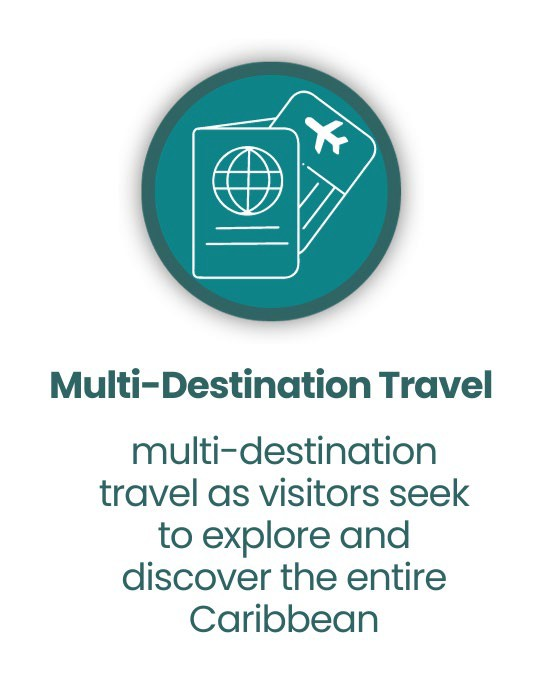 Multi-Destination Travel
multi-destination
travel as visitors seek
to explore and
discover the entire
Caribbean